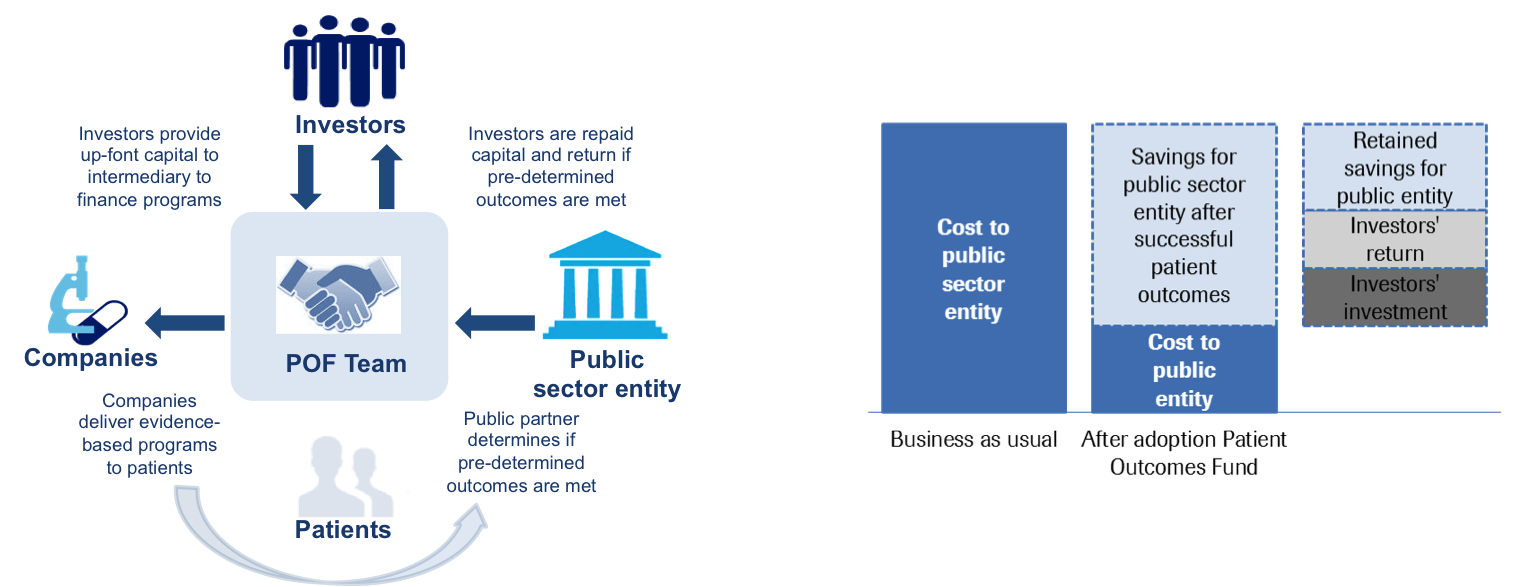 Investors
Investors provide
up-font capital to
intermediary to
finance programs
Investors are repaid
capital and return if
pre-determined
outcomes are met
Companies
POF Team
Public
sector entity
Companies
deliver evidence-
based programs
to patients
Public partner
determines if
pre-determined
outcomes are met
Patients
Cost to
public
sector
entity
Savings for
public sector
entity after
successful
patient
outcomes
Cost to
public
entity
Retained
savings for
public entity
Investors'
return
Investors'
investment
Business as usual
After adoption Patient
Outcomes Fund